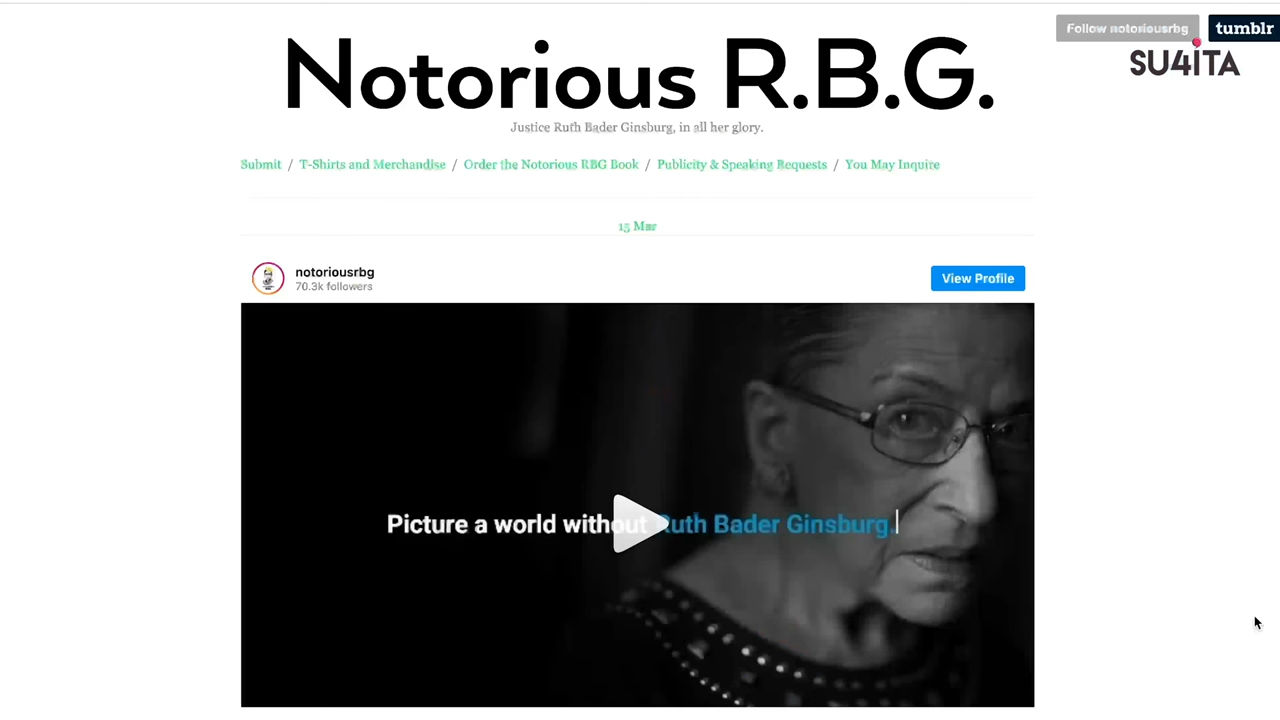 Follow notoriousrbg
tumblr
SU4iTA
Notorious R.B.G.
Justice Ruth Bader Ginsburg, in all her glory.
Submit / T-Shirts and Merchandise / Order the Notorious RBG Book / Publicity & Speaking Requests / You May Inquire
15 Mar
notoriousrbg
70.3k followers
View Profile
Picture a world without Ruth Bader Ginsburg.